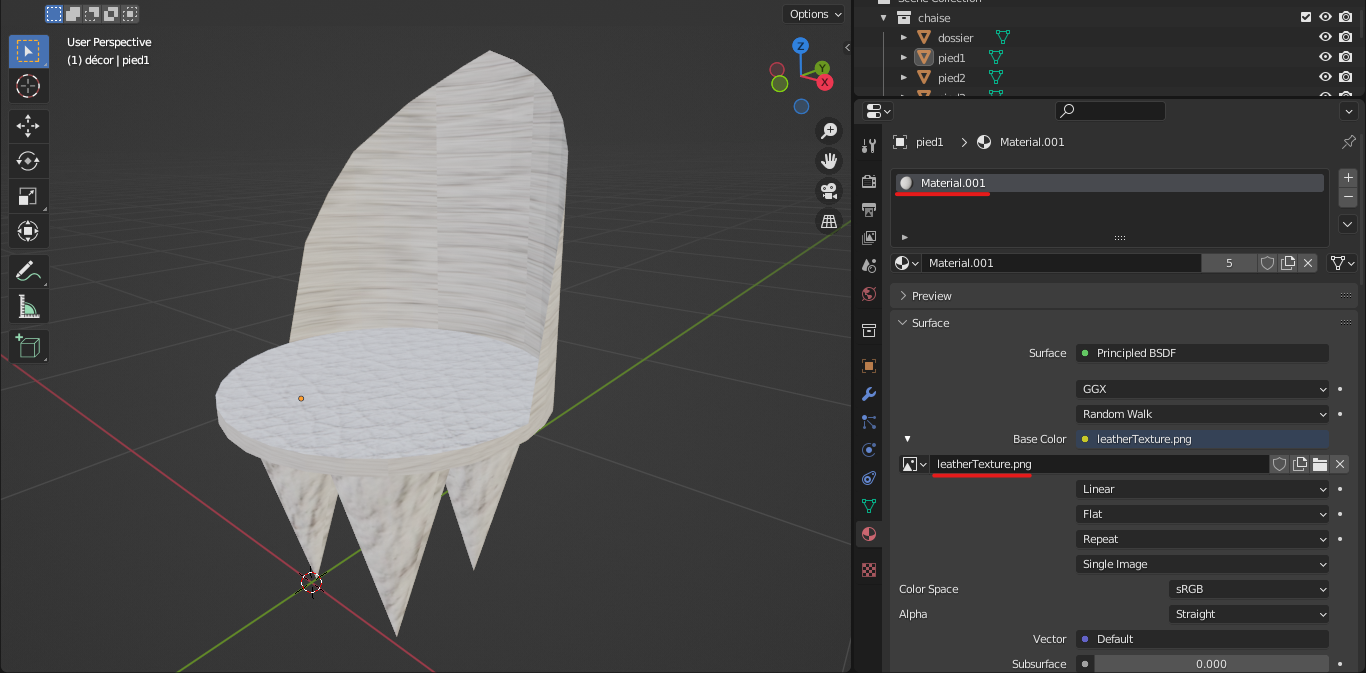 Scene Collection
Options
chaise
User Perspective
(1) décor | pied1
dossier
pied1
pied2
Z
Y
X
pied1
Material.001
Material.001
Material.001
5
Preview
Surface
Surface
Principled BSDF
GGX
Random Walk
Base Color
leatherTexture.png
leatherTexture.png
Linear
Flat
Repeat
Single Image
Color Space
sRGB
Alpha
Straight
Vector
Default
Subsurface
0.000